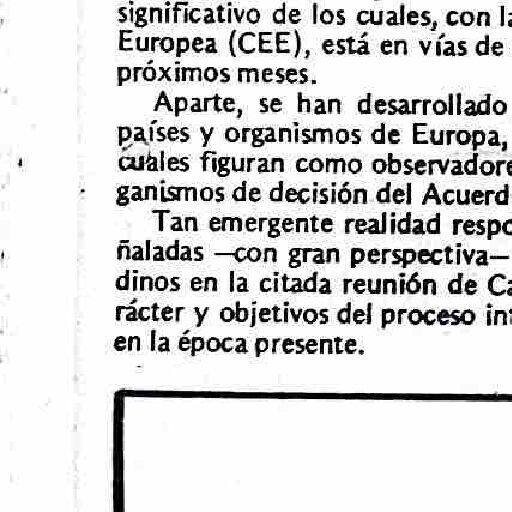 significativo de los cuales, con la
Europea (CEE), está en vías de
próximos meses.
Aparte, se han desarrollado
países y organismos de Europa,
cuáles figuran como observadore
ganismos de decisión del Acuerd
Tan emergente realidad respo
ñaladas —con gran perspectiva—
dinos en la citada reunión de Ca
rácter y objetivos del proceso int
en la época presente.